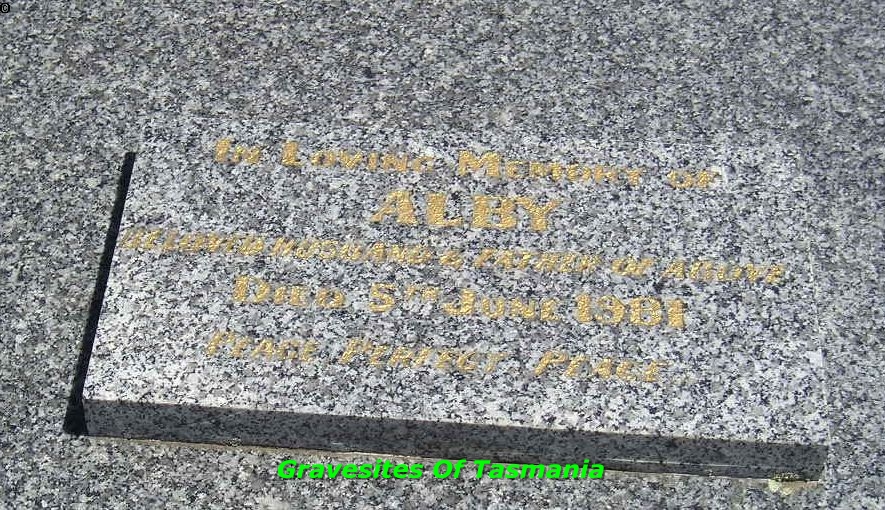 In Loving Memory of
ALBY
BELOVED HUSBAND & FATHER OF ABOVE
Died 5th June 1981
Peace, Perfect Peace.
Gravesites Of Tasmania